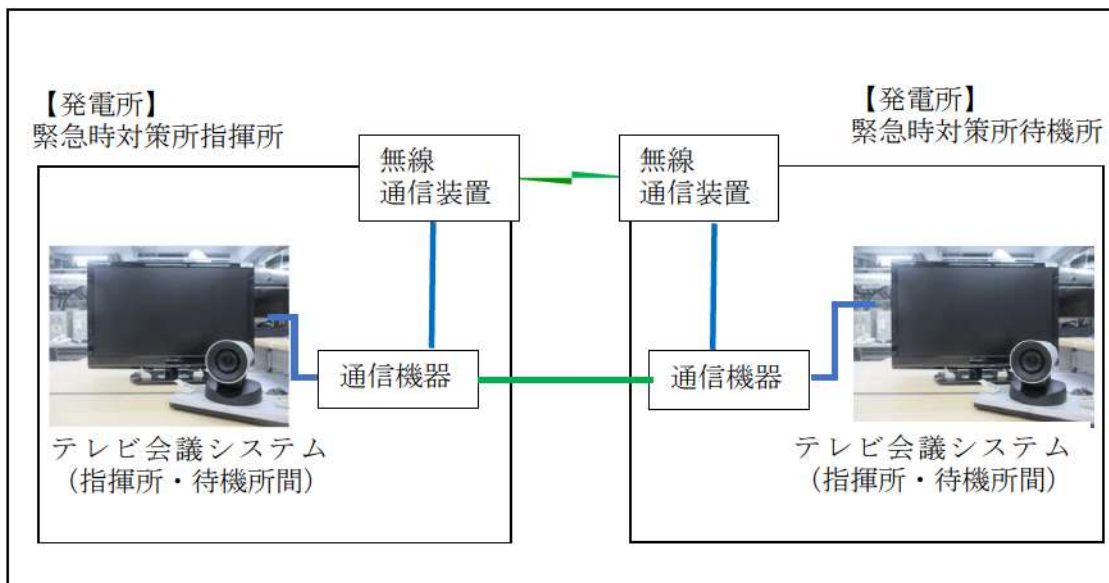 【発電所】
緊急時対策所指揮所
【発電所】
緊急時対策所待機所
無線
通信装置
無線
通信装置
通信機器
通信機器
テレビ会議システム
（指揮所・待機所間）
テレビ会議システム
（指揮所・待機所間）